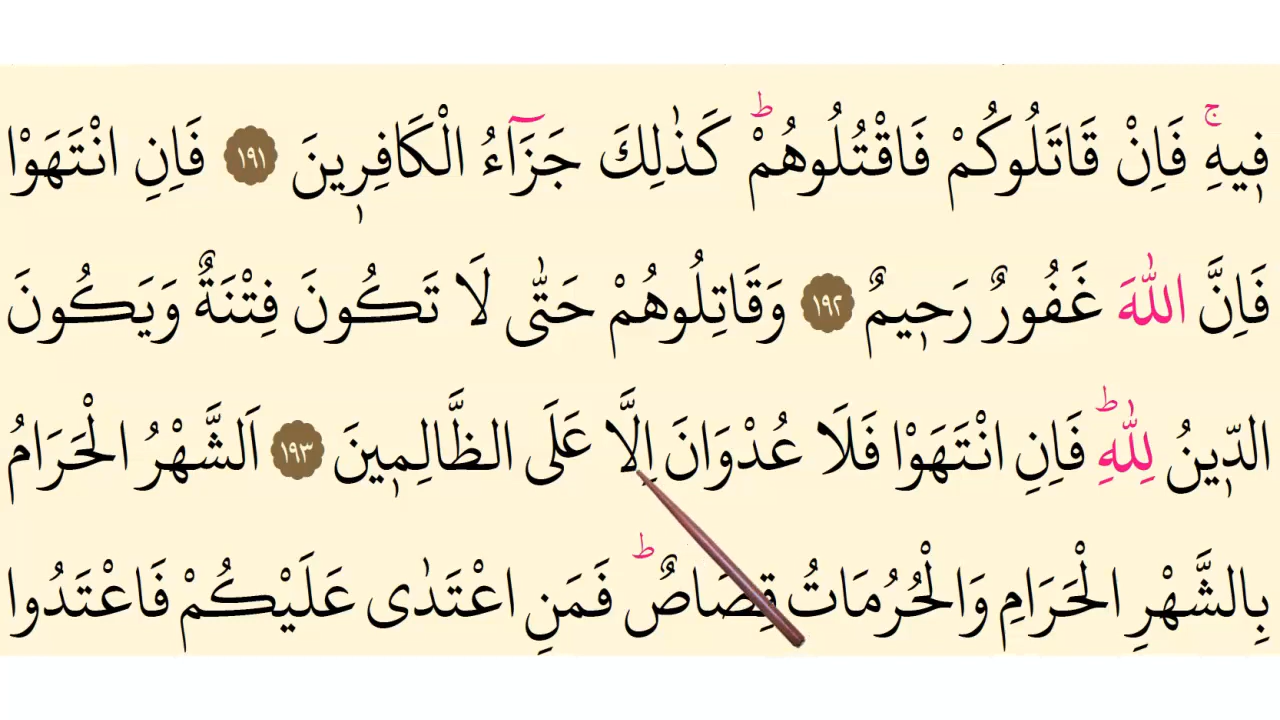 فٖيهِۚ فَاِنْ قَاتَلُوكُمْ فَاقْتُلُوهُمْؕ كَذٰلِكَ جَزَٓاءُ الْكَافِرٖينَ ١٩١ فَاِنِ انْتَهَوْا
فَاِنَّ اللّٰهَ غَفُورٌ رَحٖيمٌ ١٩٢ وَقَاتِلُوهُمْ حَتّٰى لَا تَكُونَ فِتْنَةٌ وَيَكُونَ
الدّٖينُ لِلّٰهِؕ فَاِنِ انْتَهَوْا فَلَا عُدْوَانَ اِلَّا عَلَى الظَّالِمٖينَ ١٩٣ اَلشَّهْرُ الْحَرَامُ
بِالشَّهْرِ الْحَرَامِ وَالْحُرُمَاتُ قِصَاصٌؕ فَمَنِ اعْتَدٰى عَلَيْكُمْ فَاعْتَدُوا